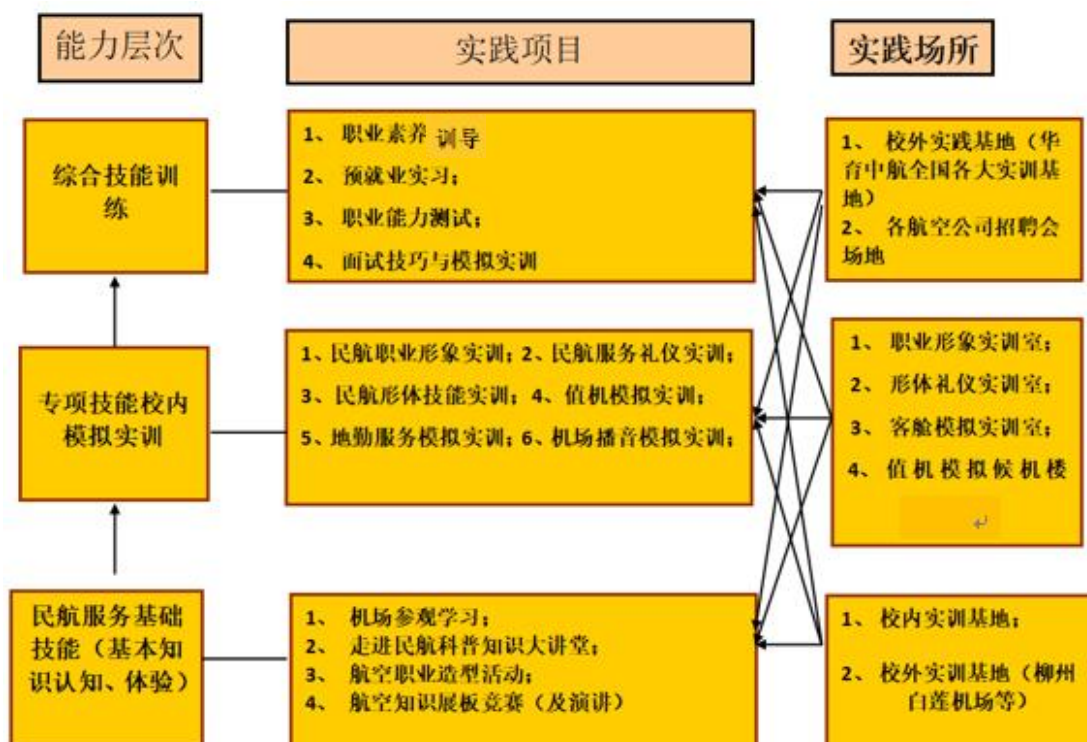 能力层次
实践项目
实践场所
综合技能训
练
1、 职业素养 训导
2、 预就业实习；
3、 职业能力测试；
4、 面试技巧与模拟实训
1、 校外实践基地（华
育中航全国各大实训基
地）
2、 各航空公司招聘会
场地
专项技能校内
模拟实训
1、民航职业形象实训；2、民航服务礼仪实训；
3、民航形体技能实训；4、值机模拟实训；
5、地勤服务模拟实训；6、机场播音模拟实训；
1、 职业形象实训室；
2、 形体礼仪实训室；
3、 客舱模拟实训室；
4、 值机模拟候机楼
民航服务基础
技能（基本知
识认知、体验）
1、 机场参观学习；
2、 走进民航科普知识大讲堂；
3、 航空职业造型活动；
4、 航空知识展板竞赛（及演讲）
1、 校内实训基地；
2、 校外实训基地（柳州
白莲机场等）